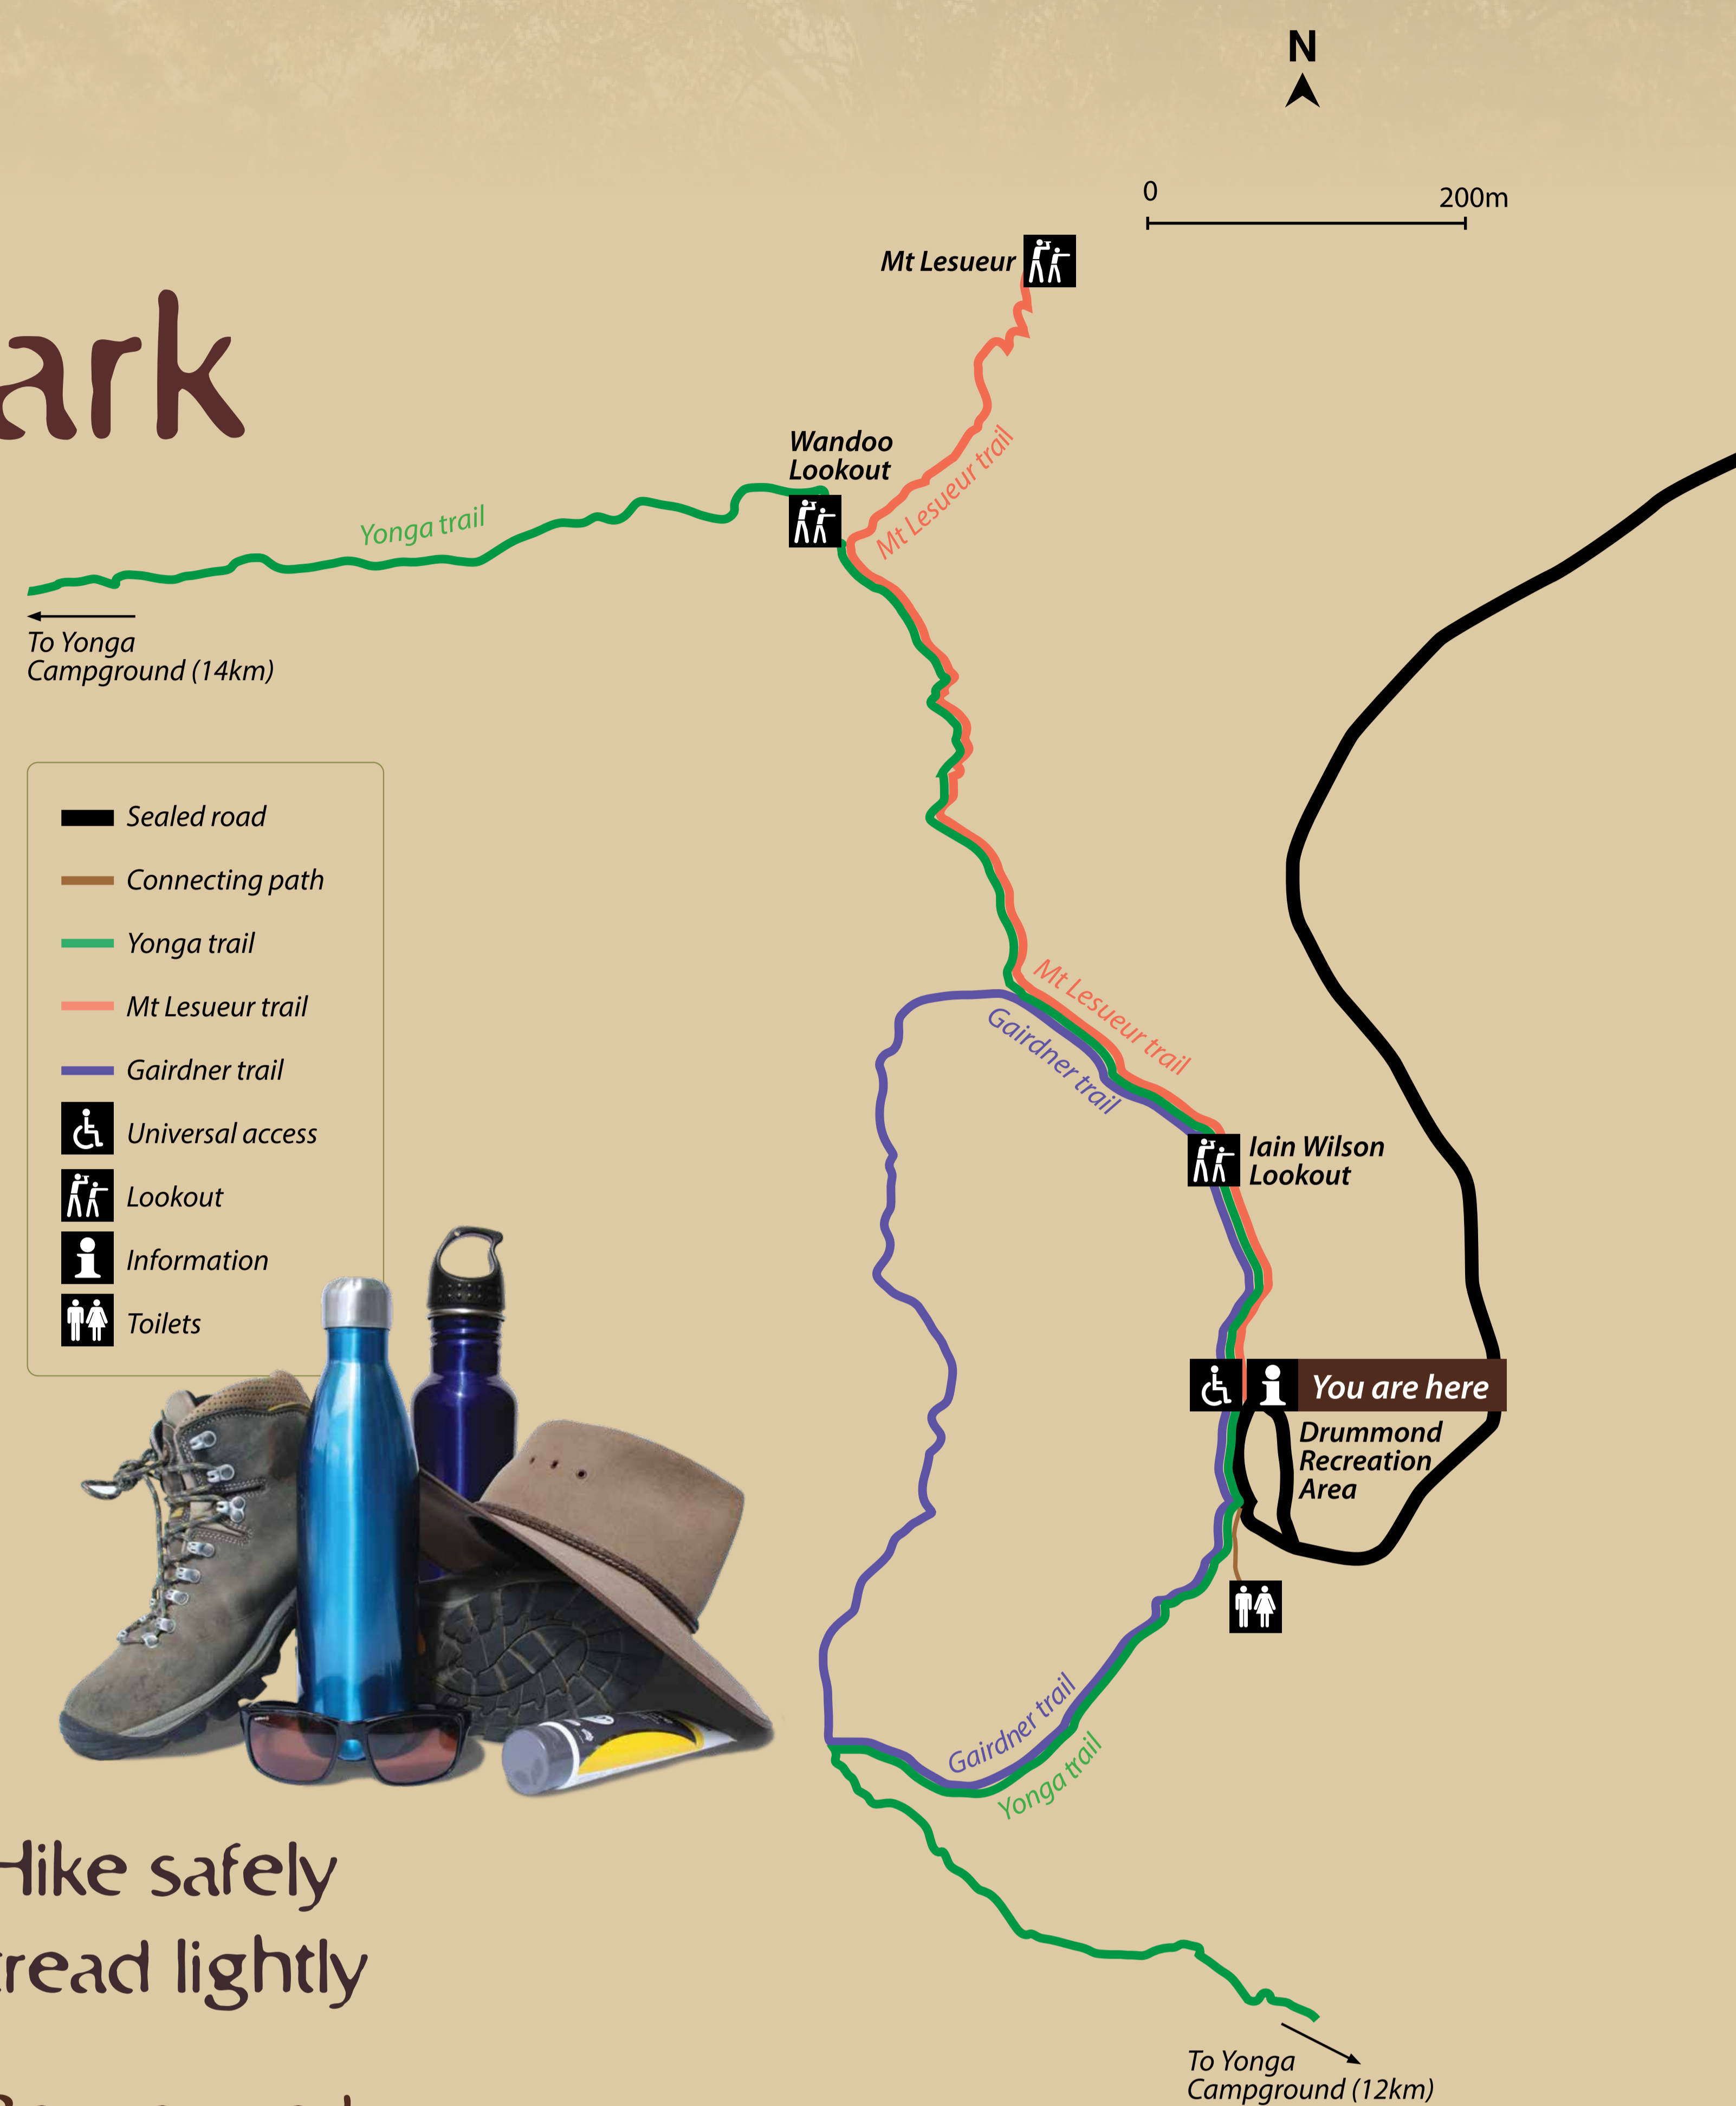 N
0
200m
Mt Lesueur
ark
Wandoo
Lookout
Mt Lesueur trail
Yonga trail
To Yonga
Campground (14km)
Sealed road
Connecting path
Yonga trail
Mt Lesueur trail
Gairdner trail
Universal access
Lookout
Information
Toilets
Mt Lesueur trail
Gairdner trail
Iain Wilson
Lookout
You are here
Drummond
Recreation
Area
Gairdner trail
Yonga trail
Hike safely
tread lightly
To Yonga
Campground (12km)